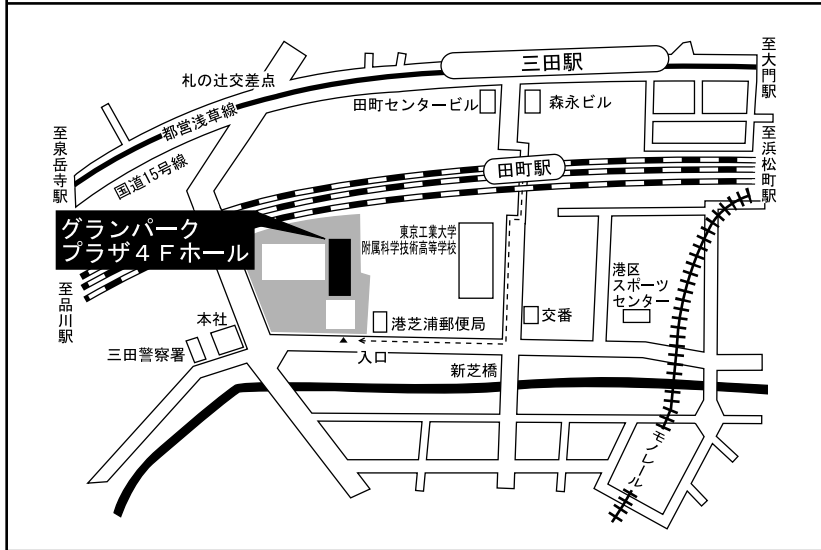 三田駅
至大門駅
札の辻交差点
田町センタービル
森永ビル
都営浅草線
至泉岳寺駅
国道15号線
至浜松町駅
田町駅
グランパーク
プラザ4Fホール
東京工業大学
附属科学技術高等学校
港区
スポーツ
センター
至品川駅
本社
港芝浦郵便局
交番
三田警察署
入口
新芝橋
モノレール